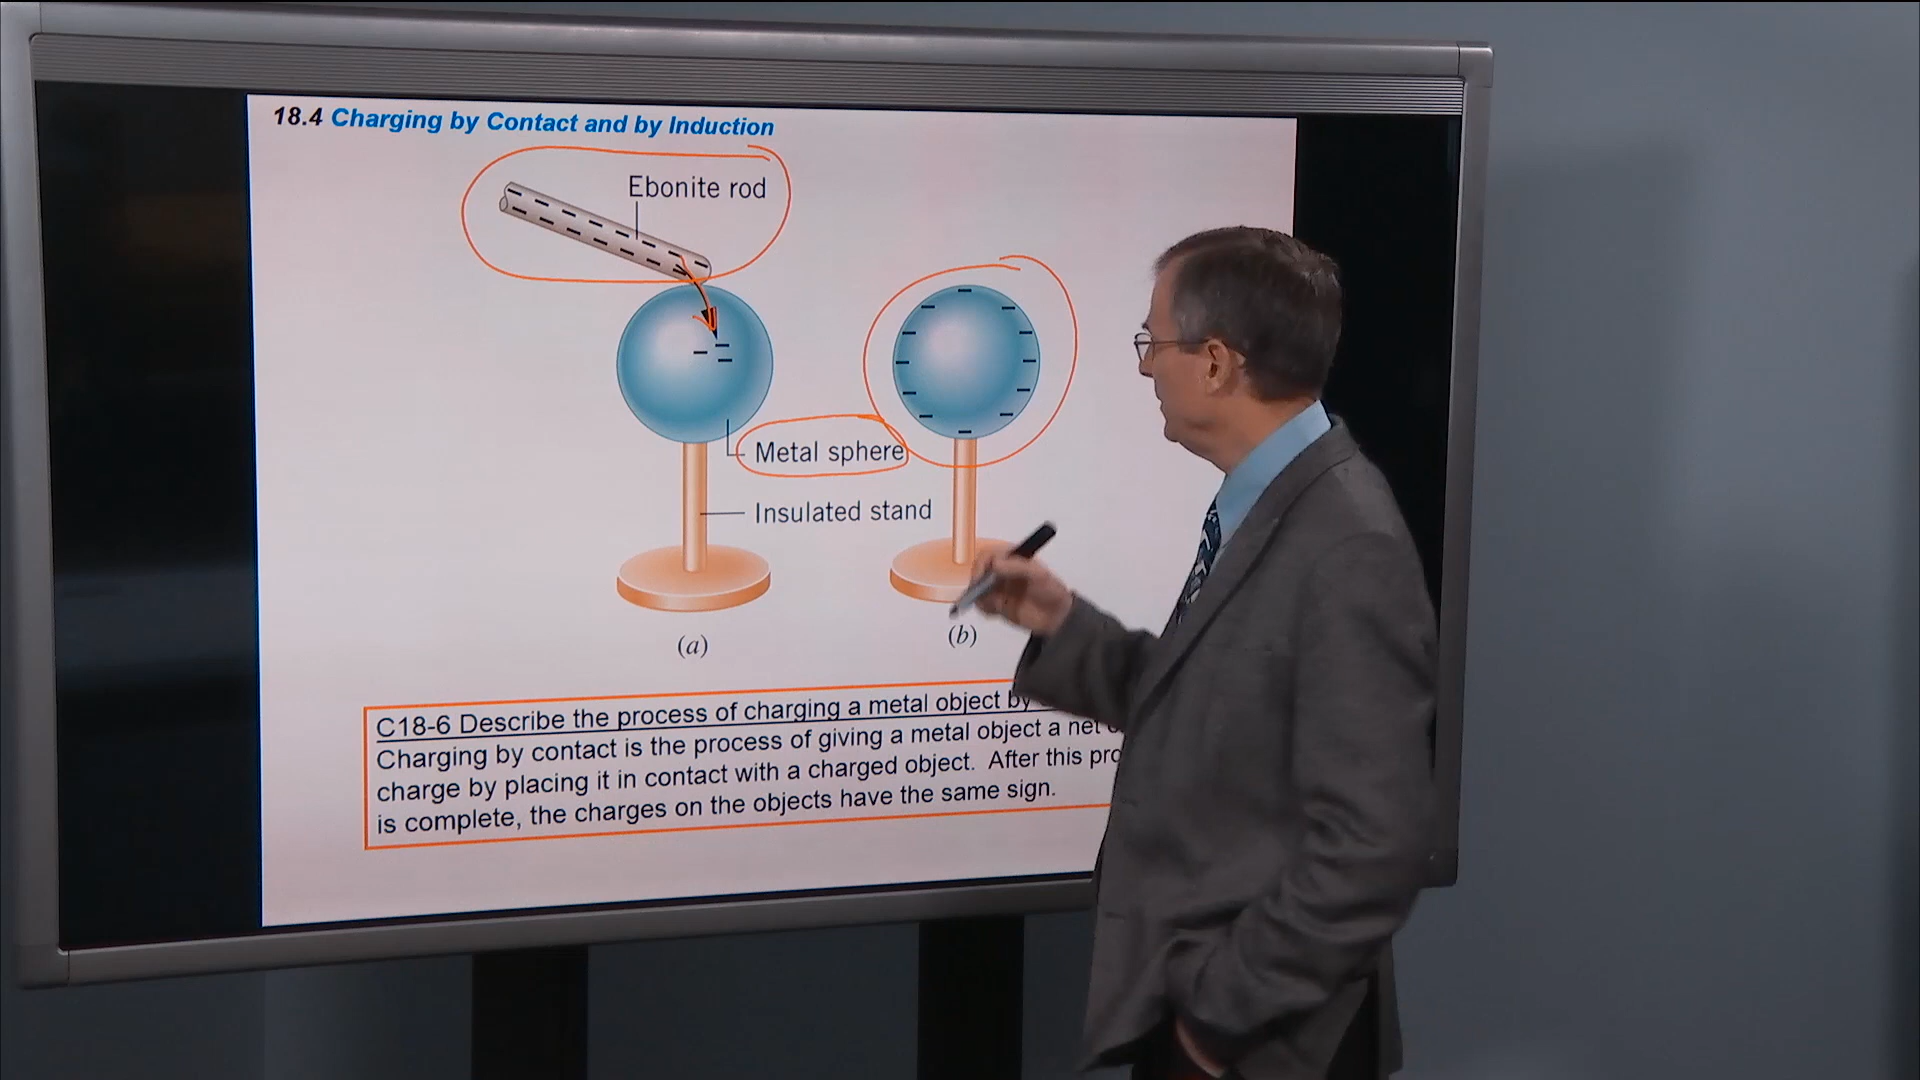 18.4 Charging by Contact and by Induction
Ebonite rod
Metal sphere
Insulated stand
(a)
(b)
C18-6 Describe the process of charging a metal object by
Charging by contact is the process of giving a metal object a net
charge by placing it in contact with a charged object. After this
is complete, the charges on the objects have the same sign.